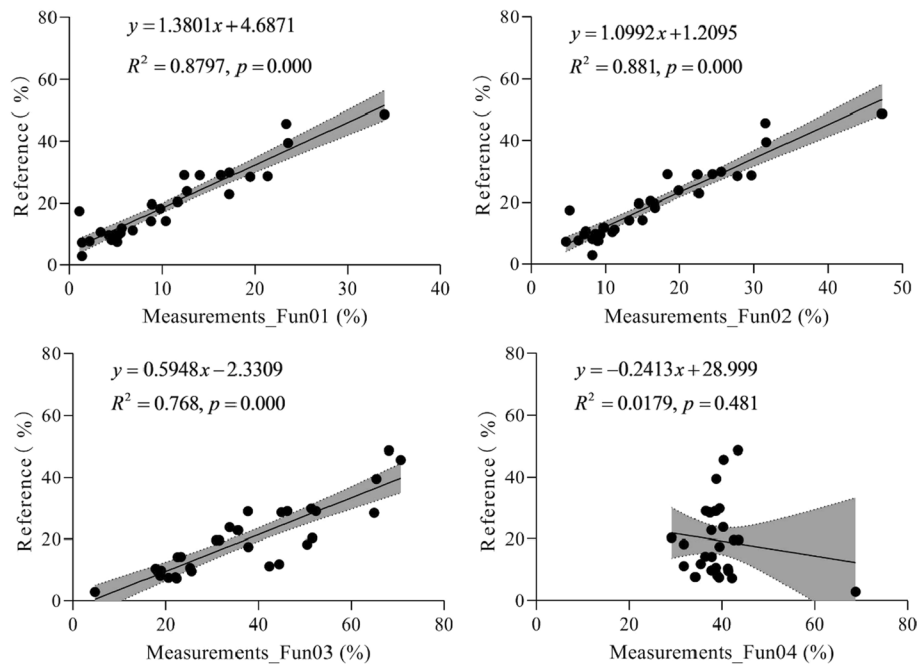 80
60
40
20
0
Reference ( %)
y=1.3801x+4.6871
R² =0.8797, p=0.000
0 10 20 30 40
Measurements_Fun01 (%)
80
60
40
20
0
Reference ( %)
y=1.0992x+1.2095
R² =0.881, p=0.000
0 10 20 30 40 50
Measurements_Fun02 (%)
80
60
40
20
0
Reference ( %)
y=0.5948x−2.3309
R² =0.768, p=0.000
0 20 40 60 80
Measurements_Fun03 (%)
80
60
40
20
0
Reference ( %)
y=−0.2413x+28.999
R² =0.0179, p=0.481
0 20 40 60 80
Measurements_Fun04 (%)